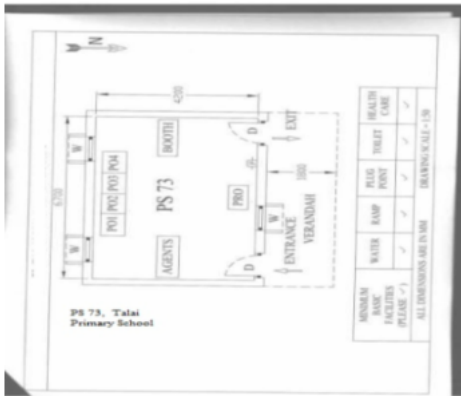 N
4200
6700
W
W
BOOTH
PO1 PO2 PO3 PO4
PS 73
AGENTS
PRO
D
EXIT
1800
W
ENTRANCE
VERANDAH
D
MINIMUM BASIC FACILITIES (PLEASE ✓)
WATER
RAMP
PLUG POINT
TOILET
HEALTH CARE
✓ ✓ ✓ ✓ ✓
ALL DIMENSIONS ARE IN MM
DRAWING SCALE - 1:50
PS 73, Talai
Primary School